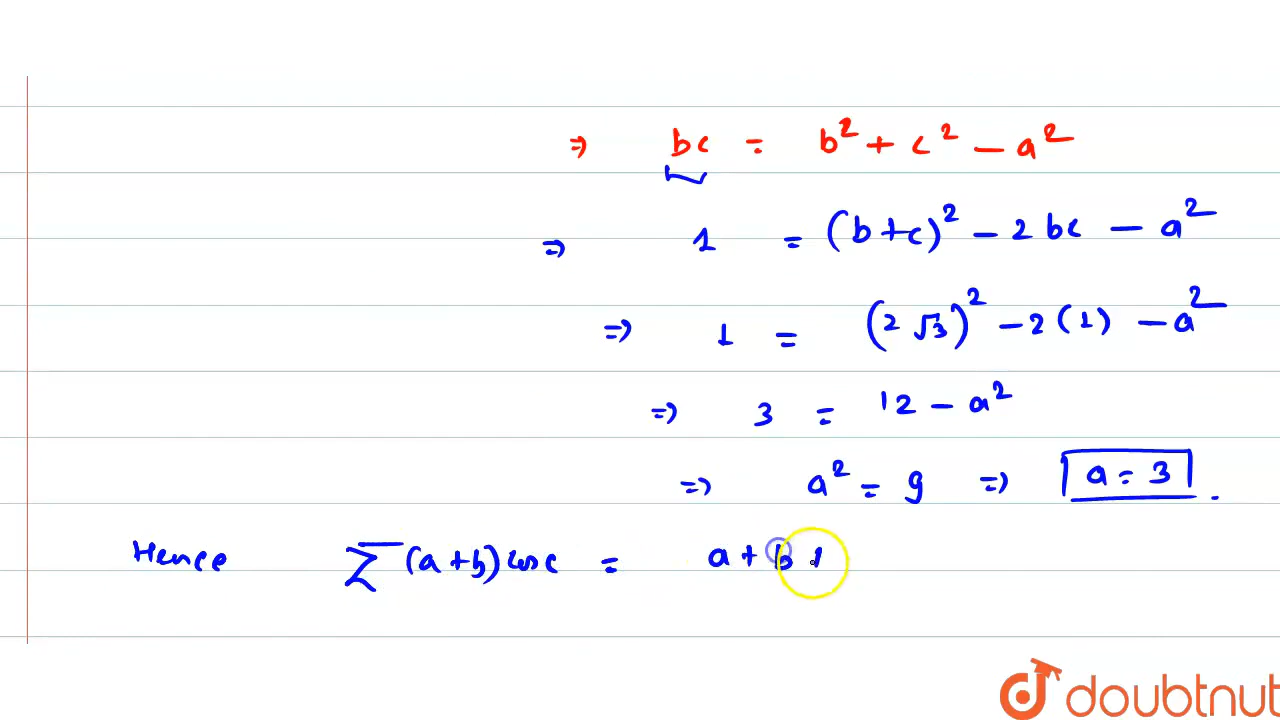 ⇒ bc = b² + c² − a²
⇒ 1 = (b+c)² − 2bc − a²
⇒ 1 = (2√3)² − 2(1) − a²
⇒ 3 = 12 − a²
⇒ a² = 9 ⇒ a = 3.
Hence ∑(a+b)cosc = a + b
doubtnut